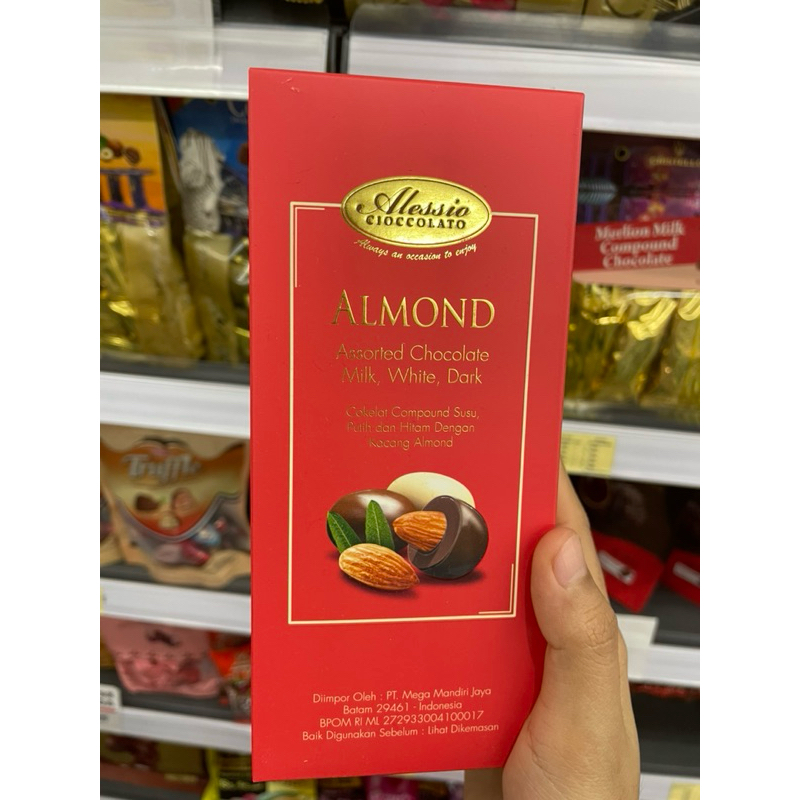 Alessio
CIOCCOLATO
Always an occasion to enjoy
ALMOND
Assorted Chocolate
Milk, White, Dark
Cokelat Compound Susu,
Putih dan Hitam Dengan
Kacang Almond
Diimpor Oleh : PT. Mega Mandiri Jaya
Batam 29461 - Indonesia
BPOM RI ML 272933004100017
Baik Digunakan Sebelum : Lihat Dikemasan
Merlion Milk
Compound
Chocolate
Truffle